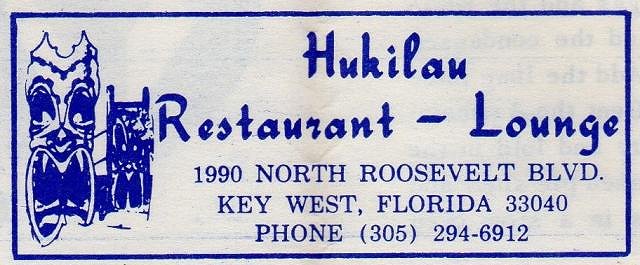 Hukilau
Restaurant - Lounge
1990 NORTH ROOSEVELT BLVD.
KEY WEST, FLORIDA 33040
PHONE (305) 294-6912